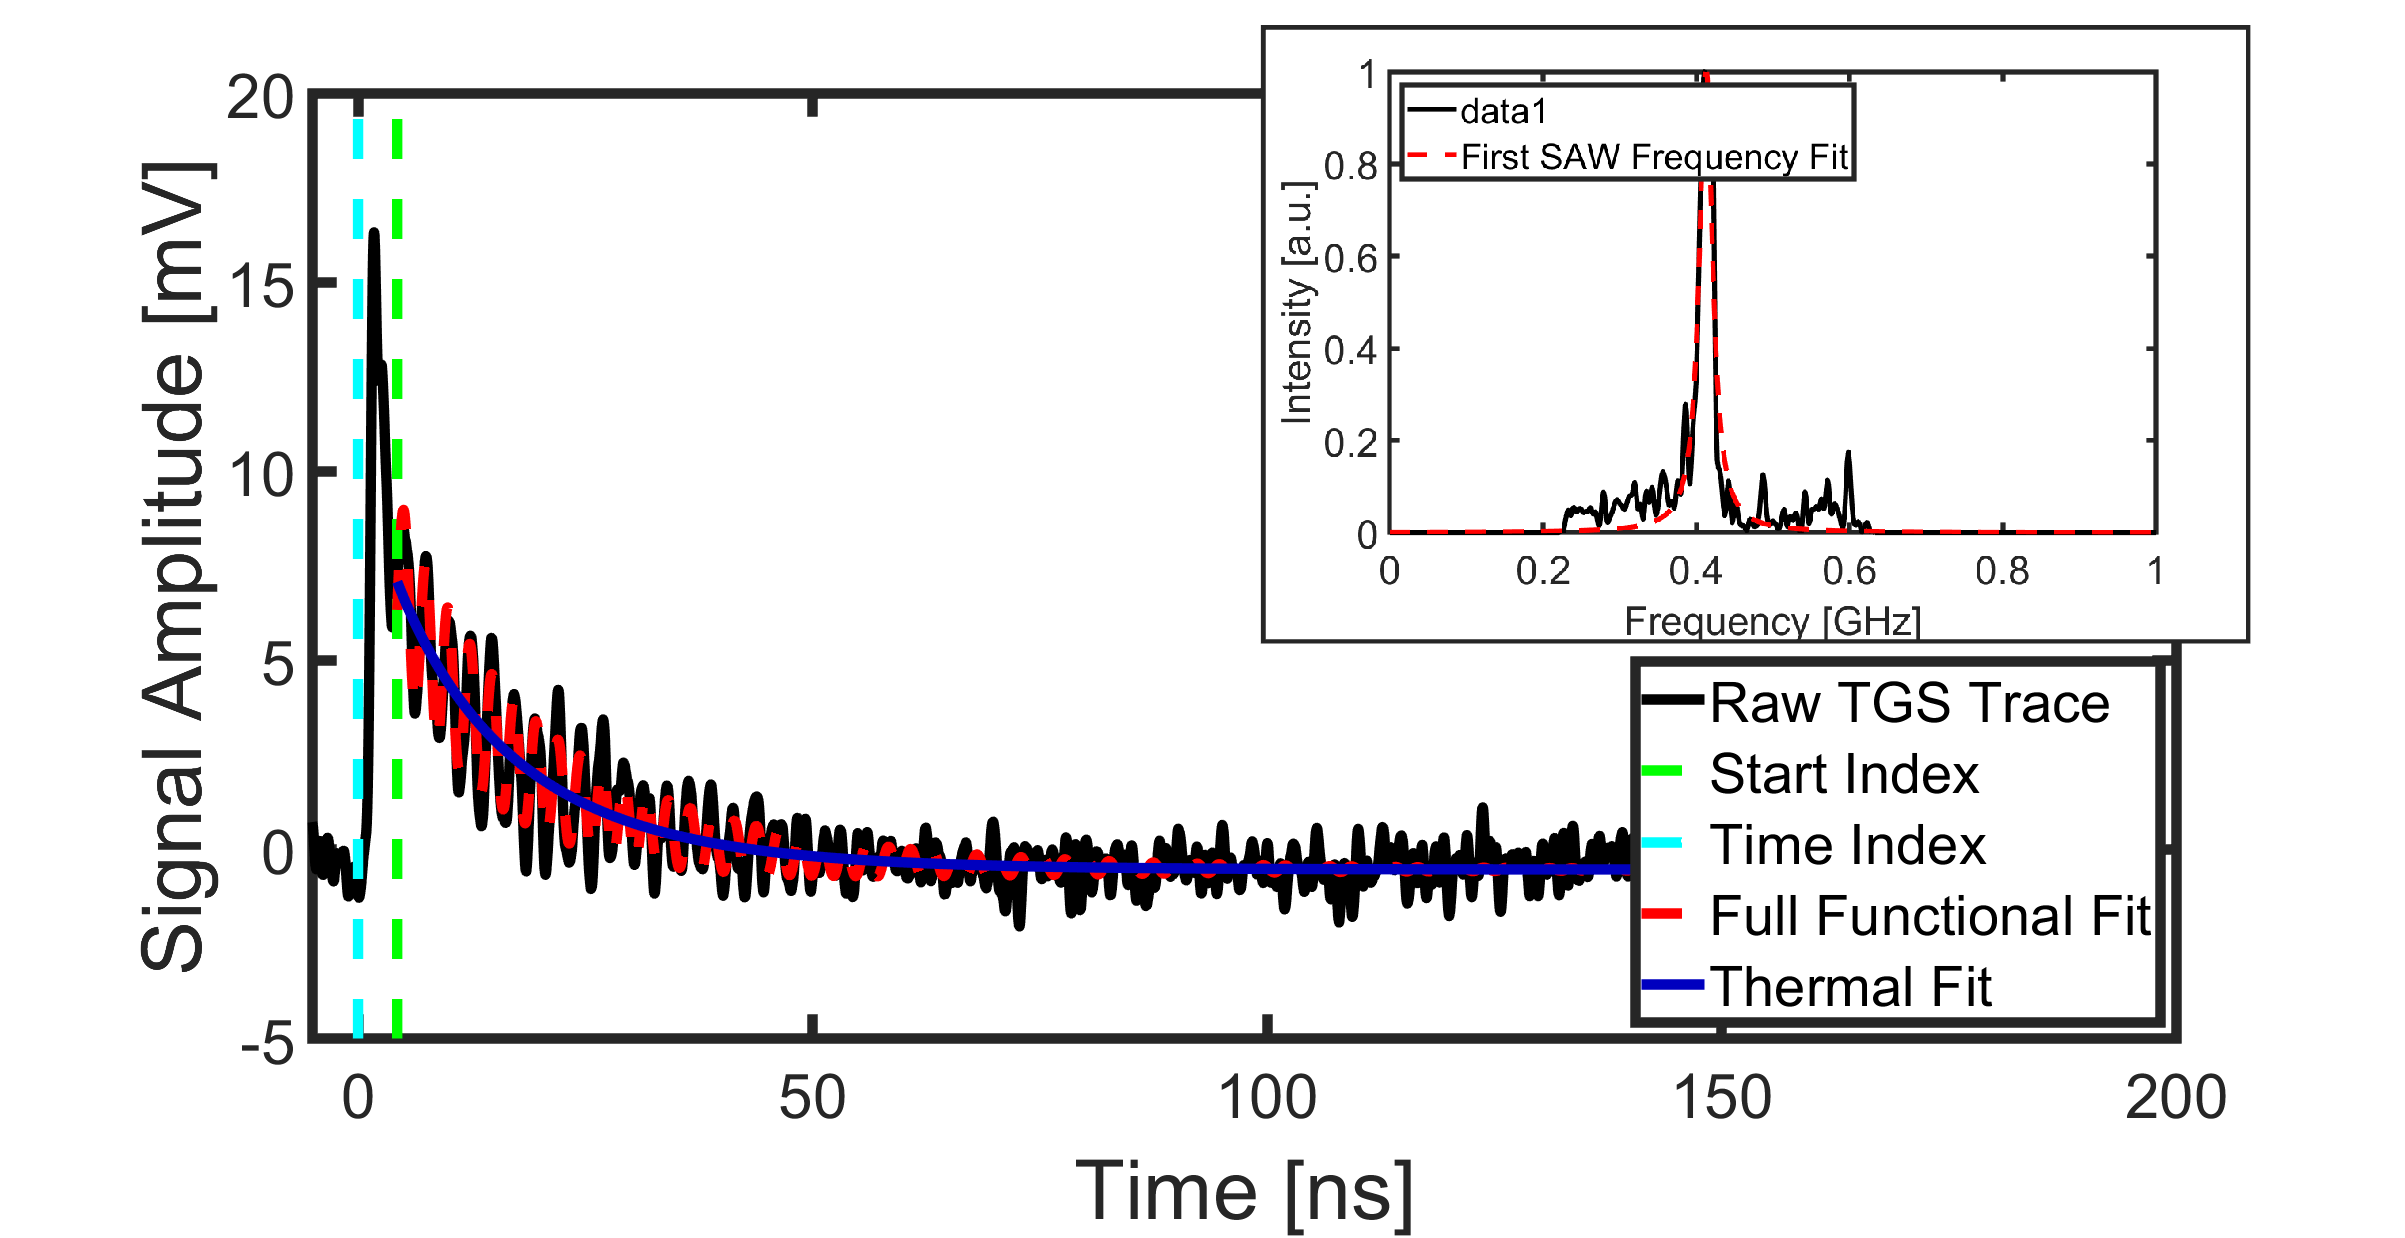 20
15
10
5
0
-5
Signal Amplitude [mV]
0
50
100
150
200
Time [ns]
1
0.8
0.6
0.4
0.2
0
Intensity [a.u.]
data1
First SAW Frequency Fit
0
0.2
0.4
0.6
0.8
1
Frequency [GHz]
Raw TGS Trace
Start Index
Time Index
Full Functional Fit
Thermal Fit